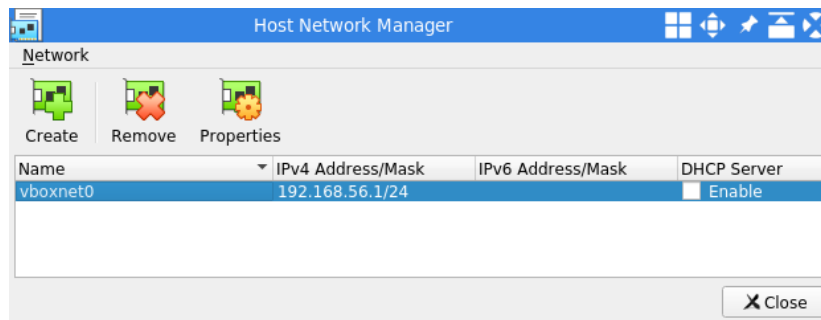 Host Network Manager
Network
Create Remove Properties
Name IPv4 Address/Mask IPv6 Address/Mask DHCP Server
vboxnet0 192.168.56.1/24 Enable
Close